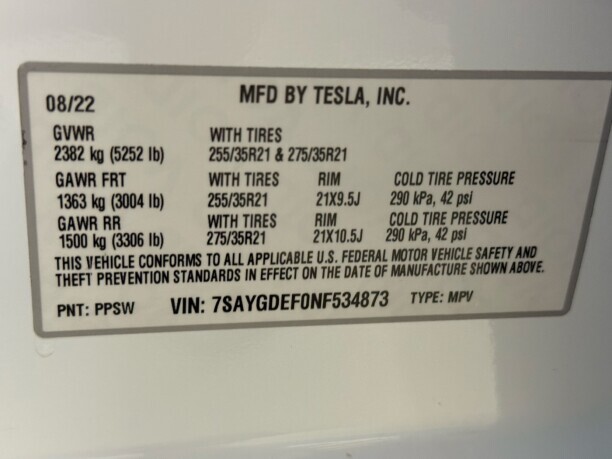 08/22 MFD BY TESLA, INC.
GVWR WITH TIRES
2382 kg (5252 lb) 255/35R21 & 275/35R21
GAWR FRT WITH TIRES RIM COLD TIRE PRESSURE
1363 kg (3004 lb) 255/35R21 21X9.5J 290 kPa, 42 psi
GAWR RR WITH TIRES RIM COLD TIRE PRESSURE
1500 kg (3306 lb) 275/35R21 21X10.5J 290 kPa, 42 psi
THIS VEHICLE CONFORMS TO ALL APPLICABLE U.S. FEDERAL MOTOR VEHICLE SAFETY AND
THEFT PREVENTION STANDARDS IN EFFECT ON THE DATE OF MANUFACTURE SHOWN ABOVE.
PNT: PPSW VIN: 7SAYGDEF0NF534873 TYPE: MPV